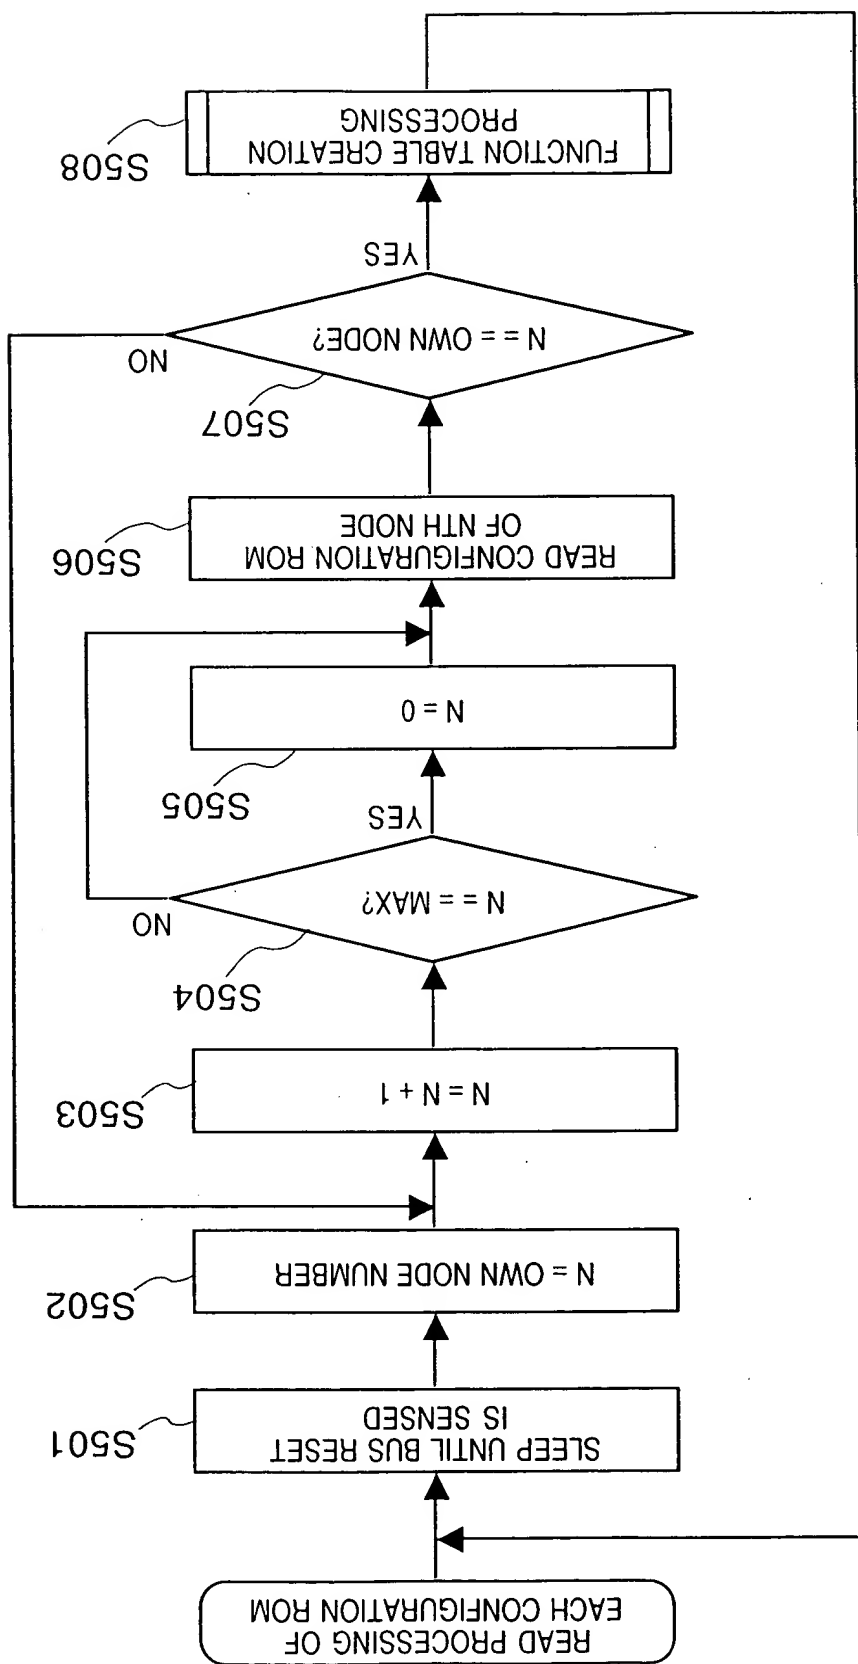 READ PROCESSING OF
EACH CONFIGURATION ROM
SLEEP UNTIL BUS RESET
IS SENSED
S501
N = OWN NODE NUMBER
S502
N = N + 1
S503
N = = MAX?
S504
NO
YES
N = 0
S505
READ CONFIGURATION ROM
OF NTH NODE
S506
N = = OWN NODE?
S507
NO
YES
FUNCTION TABLE CREATION
PROCESSING
S508